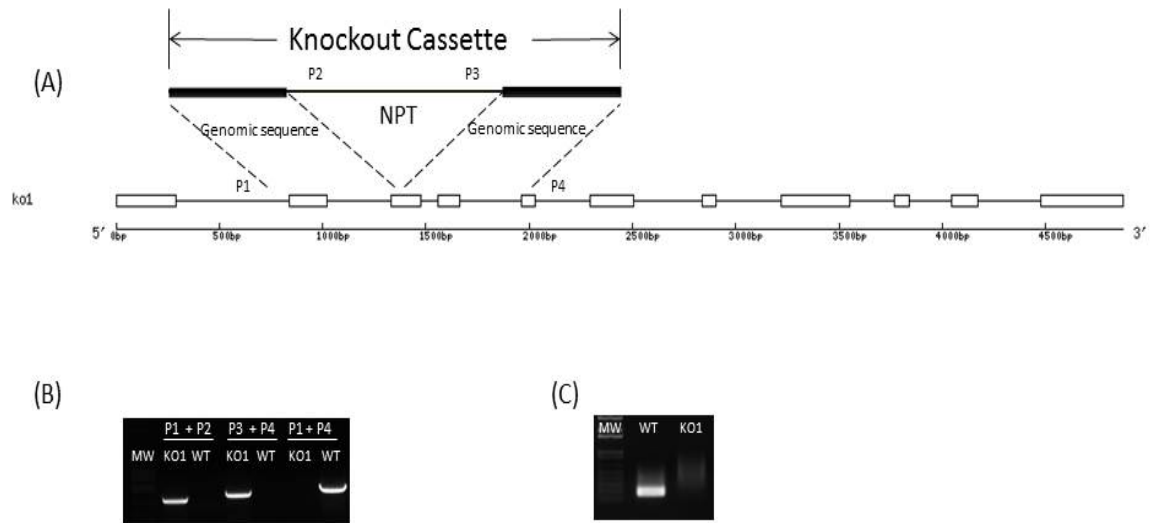 Knockout Cassette
(A)
P2
P3
NPT
Genomic sequence
Genomic sequence
P1
P4
ko1
5' 0bp 500bp 1000bp 1500bp 2000bp 2500bp 3000bp 3500bp 4000bp 4500bp 3'
(B)
(C)
P1 + P2 P3 + P4 P1 + P4
MW KO1 WT KO1 WT KO1 WT
MW WT KO1